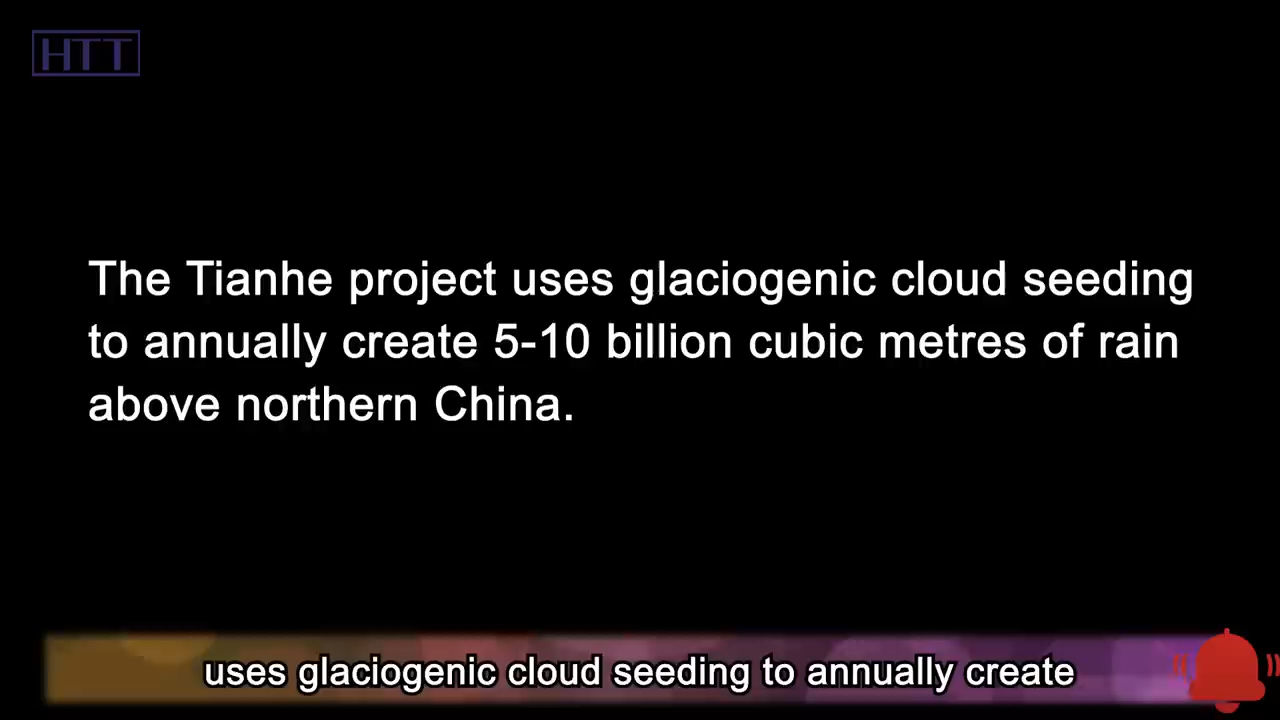 HTT
The Tianhe project uses glaciogenic cloud seeding
to annually create 5-10 billion cubic metres of rain
above northern China.
uses glaciogenic cloud seeding to annually create